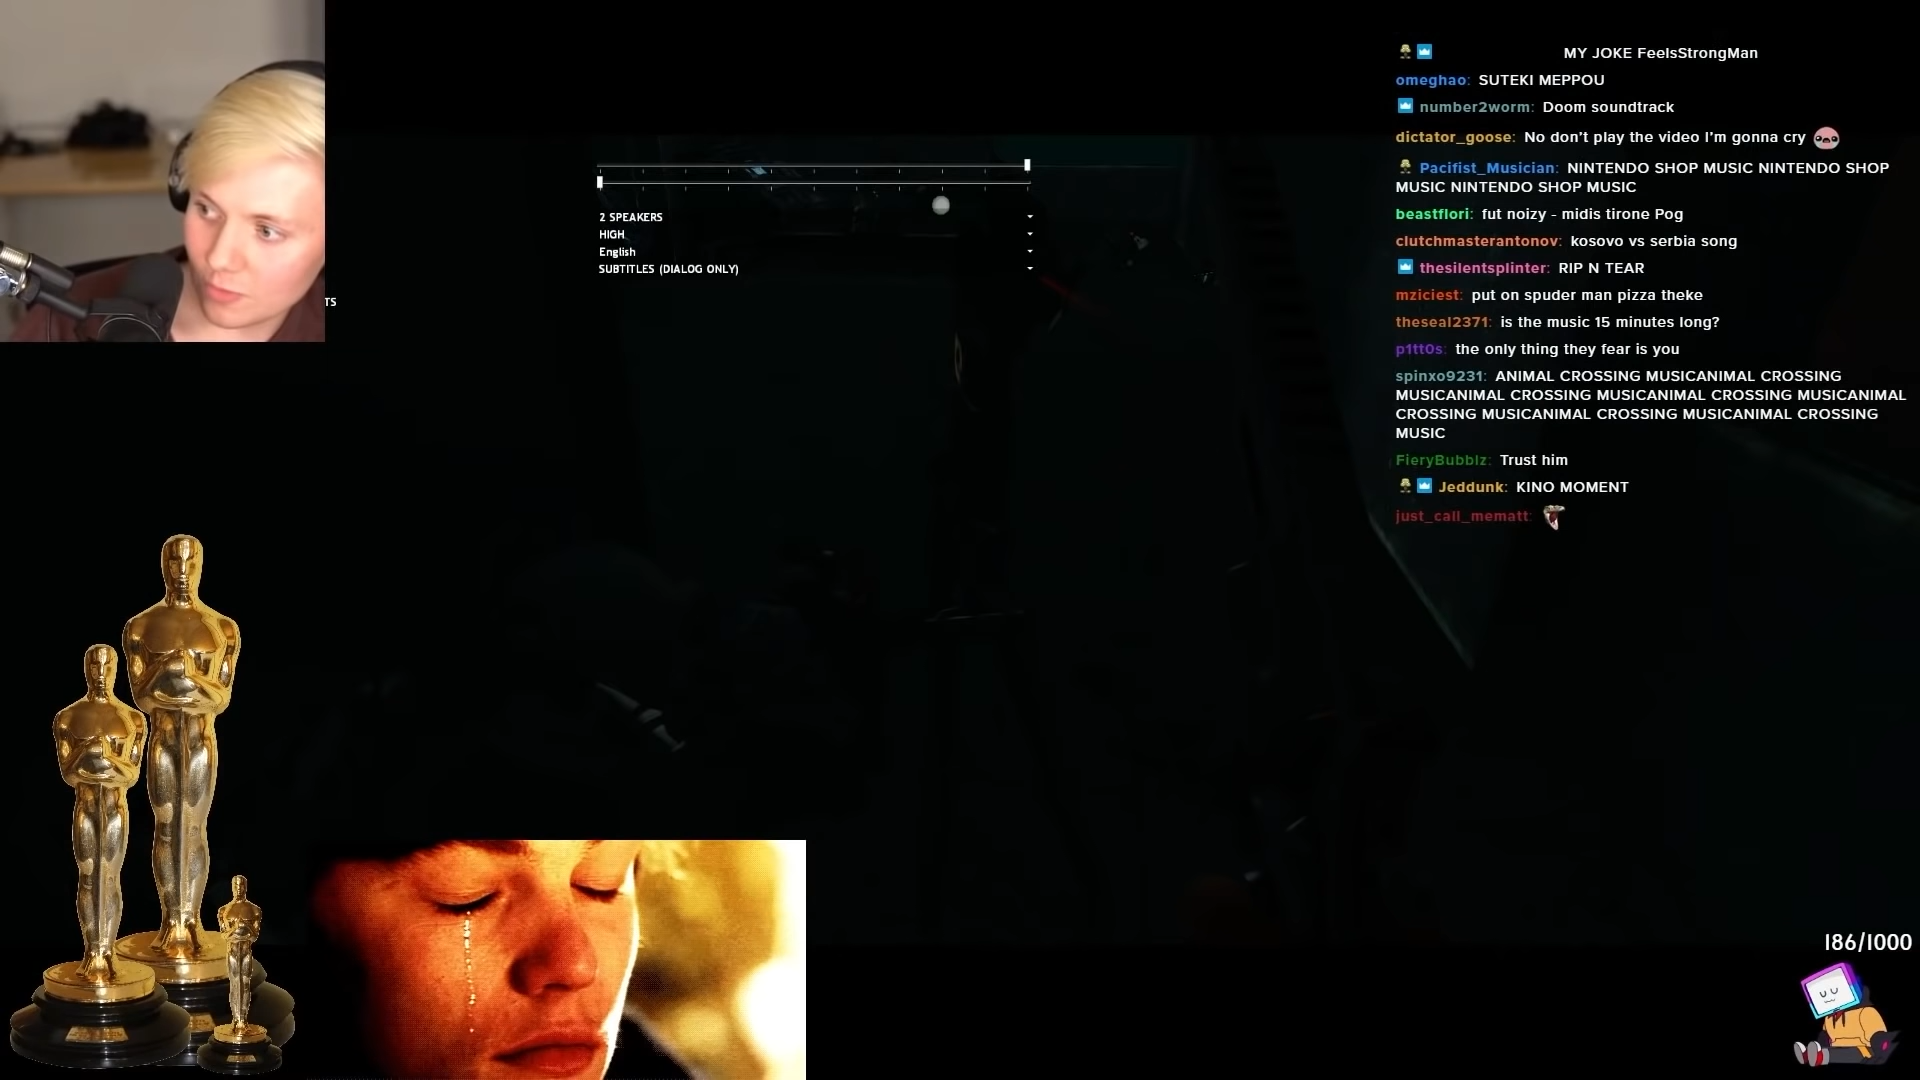 MY JOKE FeelsStrongMan
omeghao: SUTEKI MEPPOU
number2worm: Doom soundtrack
dictator_goose: No don't play the video I'm gonna cry
Pacifist_Musician: NINTENDO SHOP MUSIC NINTENDO SHOP
MUSIC NINTENDO SHOP MUSIC
beastflori: fut noizy - midis tirone Pog
clutchmasterantonov: kosovo vs serbia song
thesilentsplinter: RIP N TEAR
mziciest: put on spuder man pizza theke
theseal2371: is the music 15 minutes long?
p1tt0s: the only thing they fear is you
spinxo9231: ANIMAL CROSSING MUSICANIMAL CROSSING
MUSICANIMAL CROSSING MUSICANIMAL CROSSING MUSICANIMAL
CROSSING MUSICANIMAL CROSSING MUSICANIMAL CROSSING
MUSIC
FieryBubblz: Trust him
Jeddunk: KINO MOMENT
just_call_mematt:
2 SPEAKERS
HIGH
English
SUBTITLES (DIALOG ONLY)
TS
186/1000